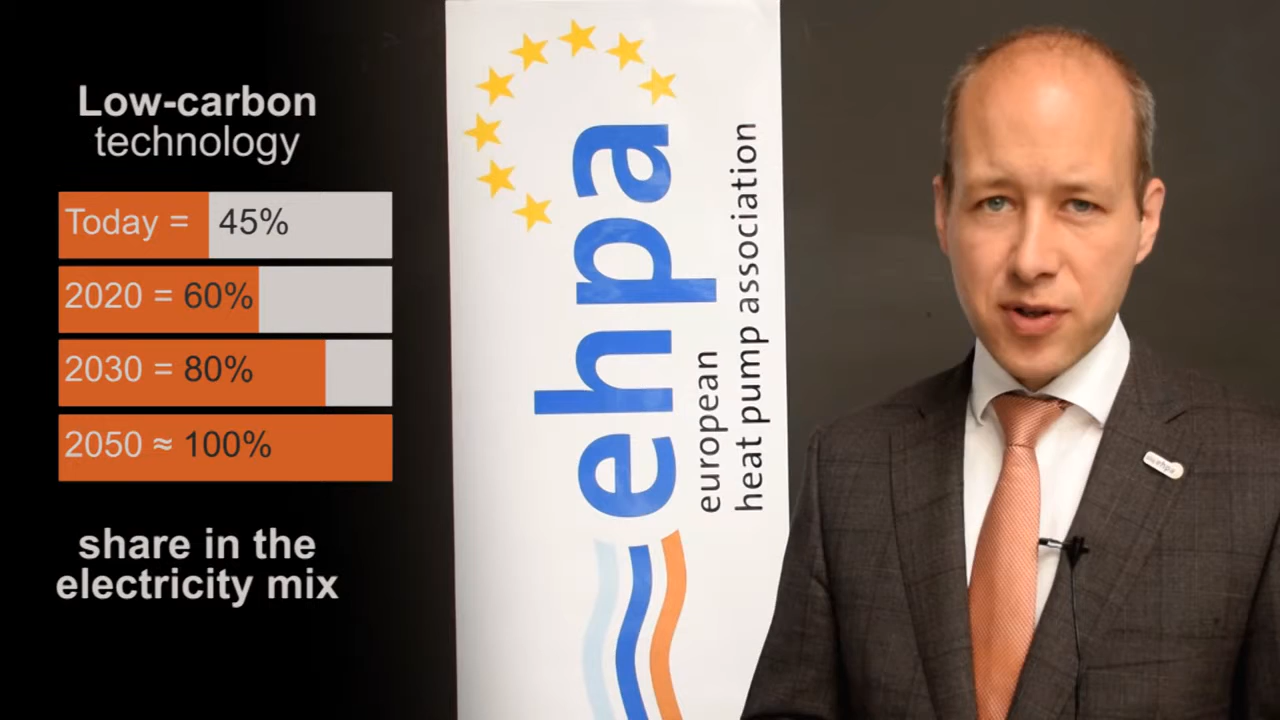 Low-carbon
technology
Today = 45%
2020 = 60%
2030 = 80%
2050 ≈ 100%
share in the
electricity mix
ehpa
european
heat pump association
ehpa